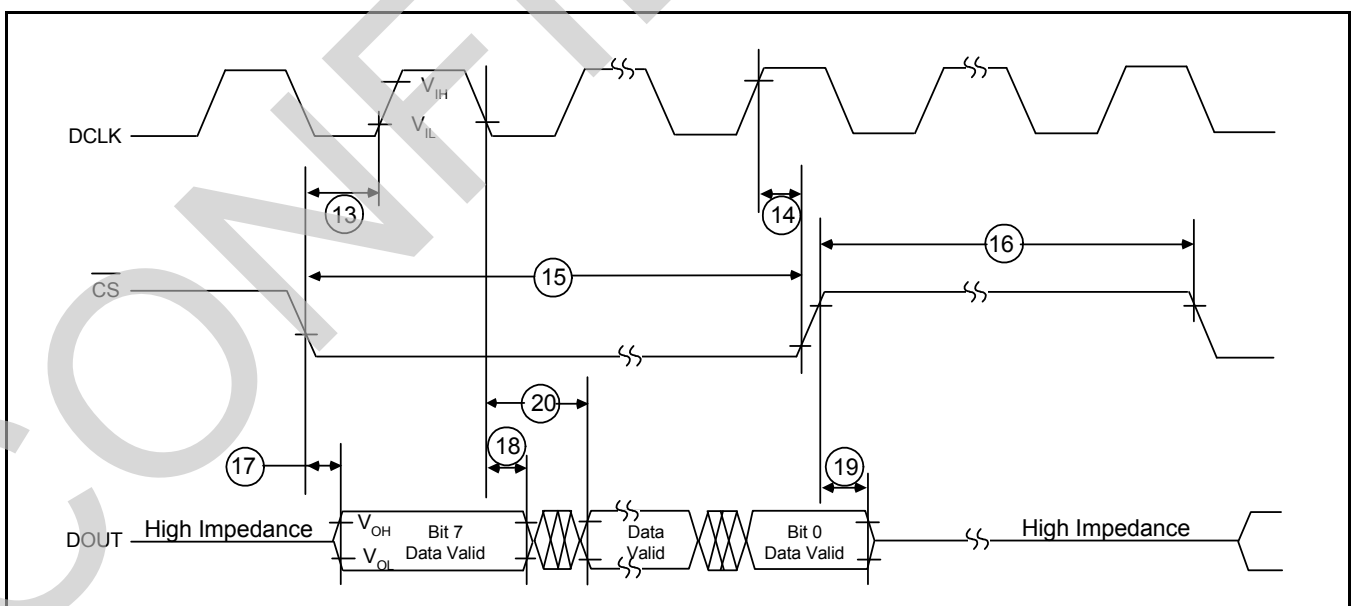 DCLK
V_IH
V_IL
13
14
16
15
CS
20
18
17
19
DOUT
High Impedance
V_OH
V_OL
Bit 7
Data Valid
Data
Valid
Bit 0
Data Valid
High Impedance